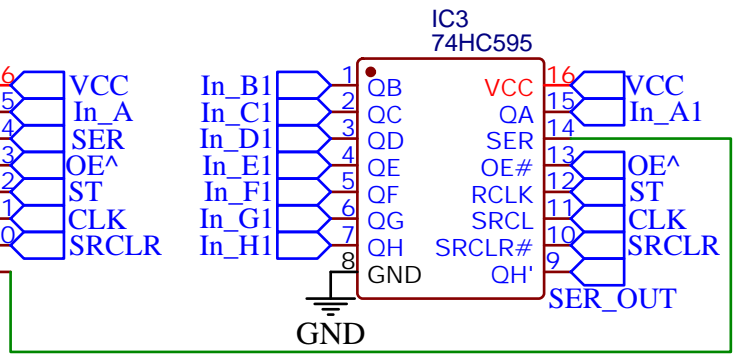 IC3
74HC595
6 VCC
5 In_A
4 SER
3 OE^
2 ST
1 CLK
0 SRCLR
In_B1 1 QB VCC 16 VCC
In_C1 2 QC QA 15 In_A1
In_D1 3 QD SER 14
In_E1 4 QE OE# 13 OE^
In_F1 5 QF RCLK 12 ST
In_G1 6 QG SRCL 11 CLK
In_H1 7 QH SRCLR# 10 SRCLR
8 GND QH' 9
SER_OUT
GND